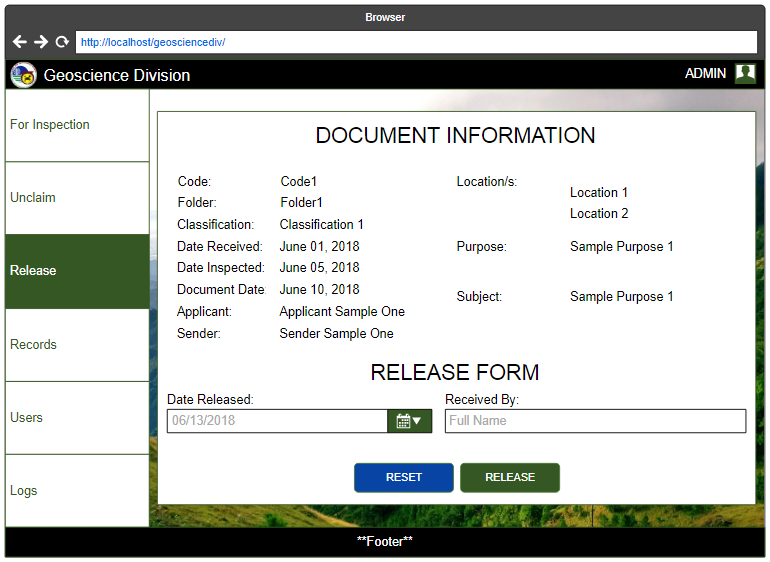 Browser
http://localhost/geosciencediv/
Geoscience Division
ADMIN
For Inspection
Unclaim
Release
Records
Users
Logs
DOCUMENT INFORMATION
Code: Code1
Folder: Folder1
Classification: Classification 1
Date Received: June 01, 2018
Date Inspected: June 05, 2018
Document Date: June 10, 2018
Applicant: Applicant Sample One
Sender: Sender Sample One
Location/s:
Location 1
Location 2
Purpose: Sample Purpose 1
Subject: Sample Purpose 1
RELEASE FORM
Date Released:
06/13/2018
Received By:
Full Name
RESET
RELEASE
**Footer**